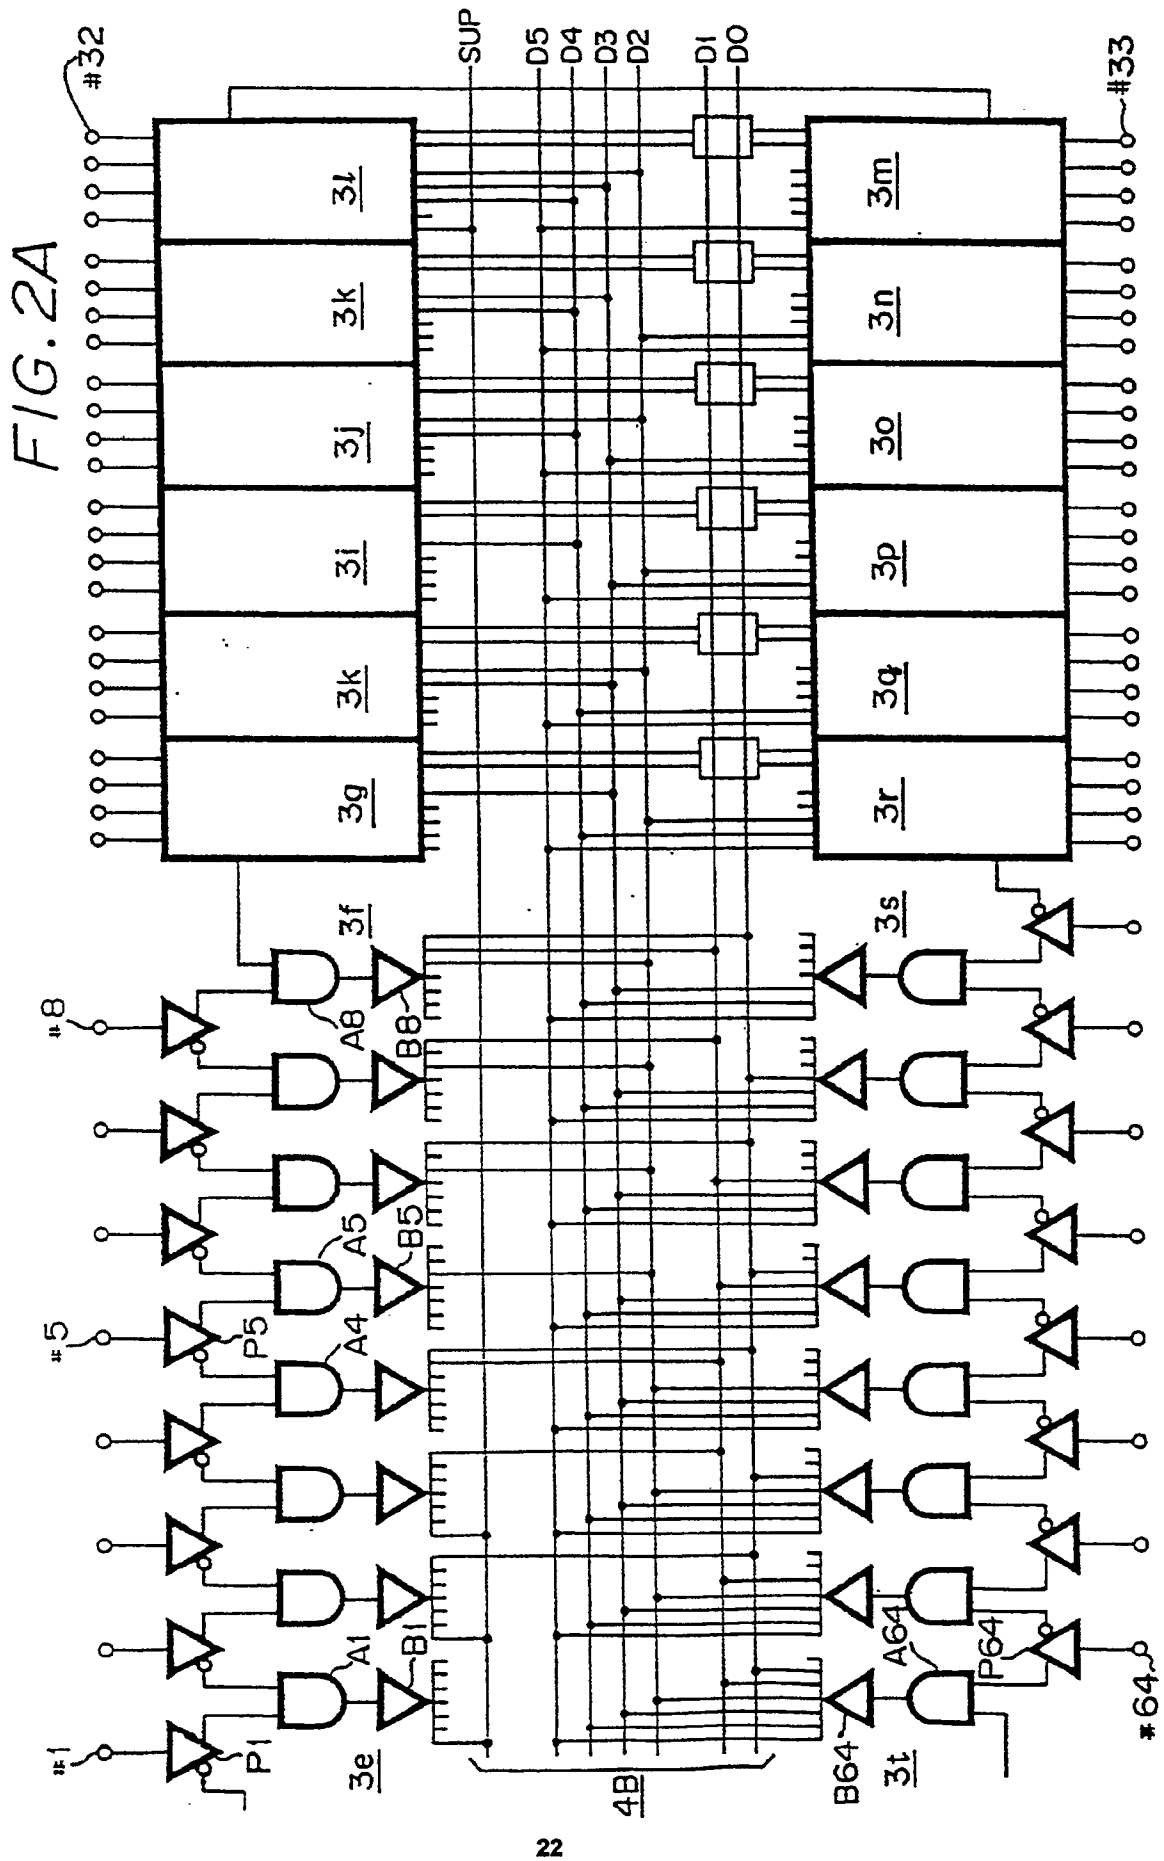 FIG. 2A
#1
#5
#8
#32
P1
P5
A1
A4
A5
A8
B1
B5
B8
3e
3f
3g
3k
3i
3j
3k
3l
SUP
D5
D4
D3
D2
D1
D0
4B
B64
A64
P64
3t
3s
3r
3q
3p
3o
3n
3m
#64
#33
22